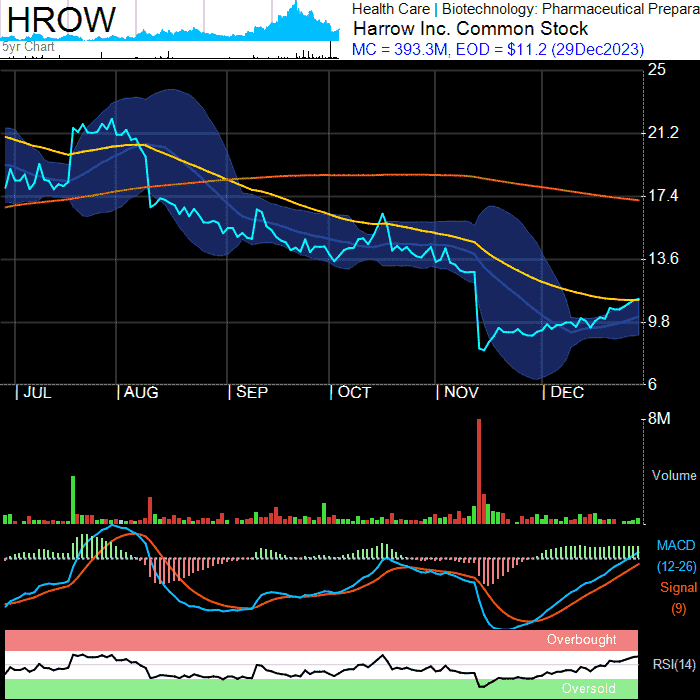 HROW
5yr Chart
Health Care | Biotechnology: Pharmaceutical Prepara
Harrow Inc. Common Stock
MC = 393.3M, EOD = $11.2 (29Dec2023)
25
21.2
17.4
13.6
9.8
6
JUL AUG SEP OCT NOV DEC
8M
Volume
MACD
(12-26)
Signal
(9)
Overbought
RSI(14)
Oversold